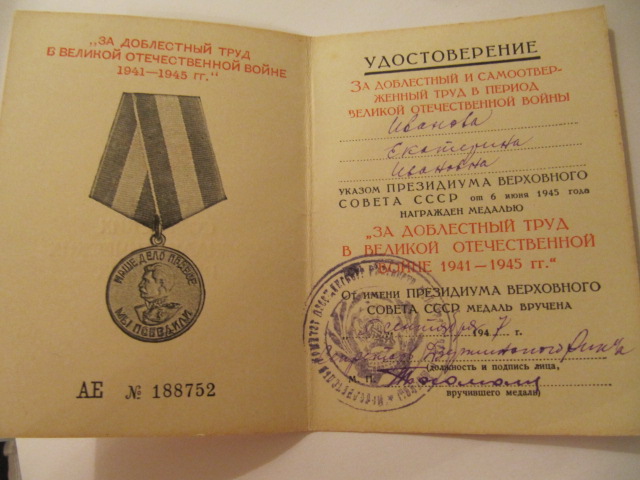 „ЗА ДОБЛЕСТНЫЙ ТРУД
В ВЕЛИКОЙ ОТЕЧЕСТВЕННОЙ ВОЙНЕ
1941—1945 гг."
НАШЕ ДЕЛО ПРАВОЕ
МЫ ПОБЕДИЛИ
АЕ № 188752
УДОСТОВЕРЕНИЕ
ЗА ДОБЛЕСТНЫЙ И САМООТВЕР-
ЖЕННЫЙ ТРУД В ПЕРИОД
ВЕЛИКОЙ ОТЕЧЕСТВЕННОЙ ВОЙНЫ
Иванова
Екатерина
Ивановна
УКАЗОМ ПРЕЗИДИУМА ВЕРХОВНОГО
СОВЕТА СССР от 6 июня 1945 года
НАГРАЖДЕН МЕДАЛЬЮ
„ЗА ДОБЛЕСТНЫЙ ТРУД
В ВЕЛИКОЙ ОТЕЧЕСТВЕННОЙ
ВОЙНЕ 1941—1945 гг."
От имени ПРЕЗИДИУМА ВЕРХОВНОГО
СОВЕТА СССР МЕДАЛЬ ВРУЧЕНА
сентября 1947 г.
(должность и подпись лица,
М. П.
вручившего медаль)